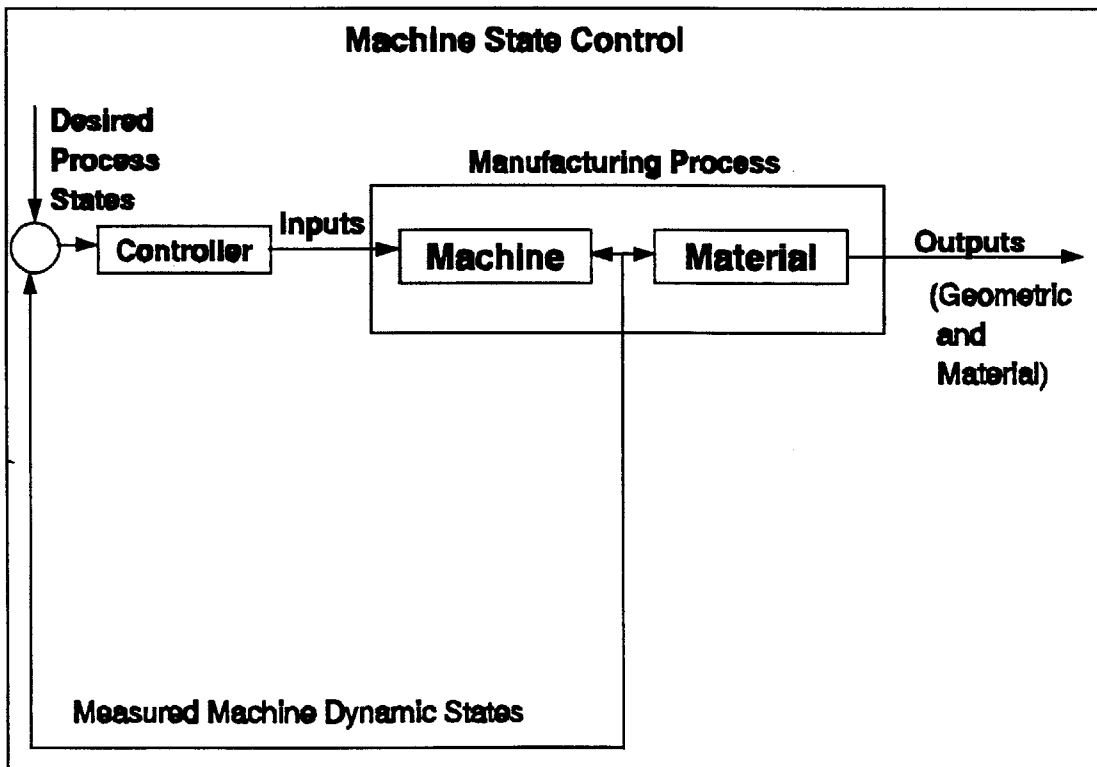 Machine State Control
Desired
Process
States
Manufacturing Process
Inputs
Controller
Machine
Material
Outputs
(Geometric
and
Material)
Measured Machine Dynamic States